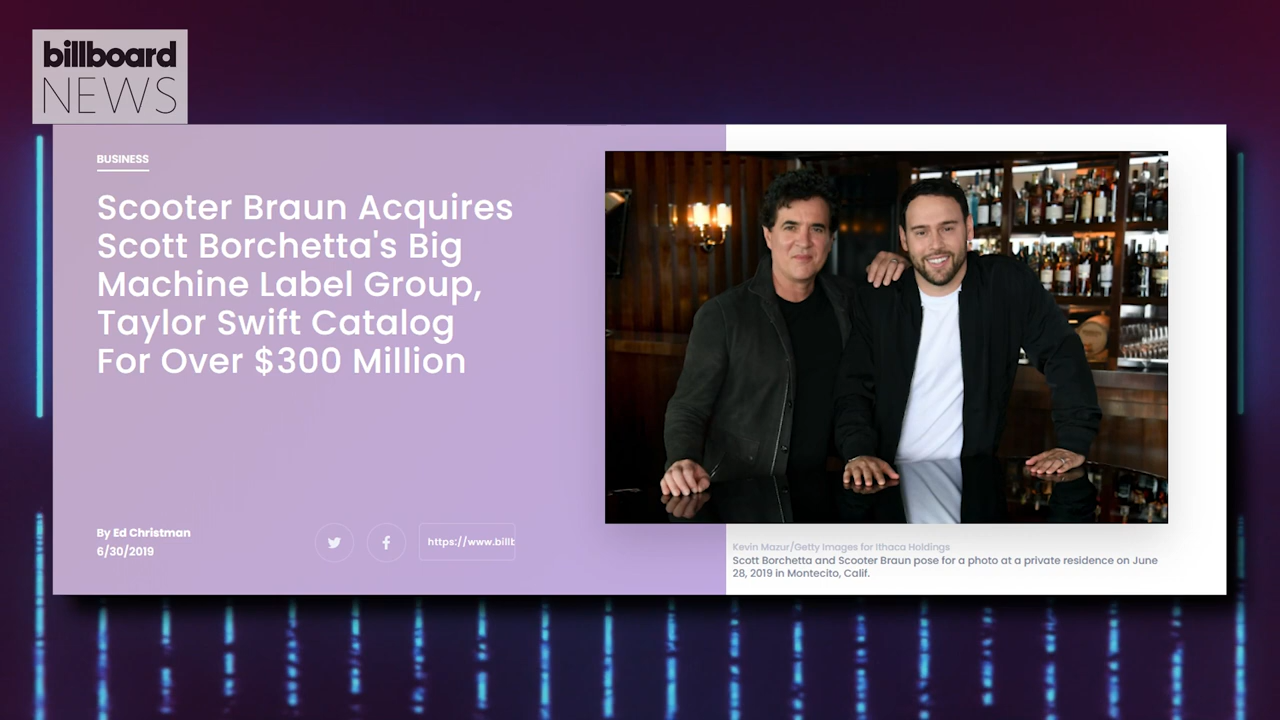 billboard
NEWS
BUSINESS
Scooter Braun Acquires
Scott Borchetta's Big
Machine Label Group,
Taylor Swift Catalog
For Over $300 Million
By Ed Christman
6/30/2019
https://www.billb
Kevin Mazur/Getty Images for Ithaca Holdings
Scott Borchetta and Scooter Braun pose for a photo at a private residence on June
28, 2019 in Montecito, Calif.